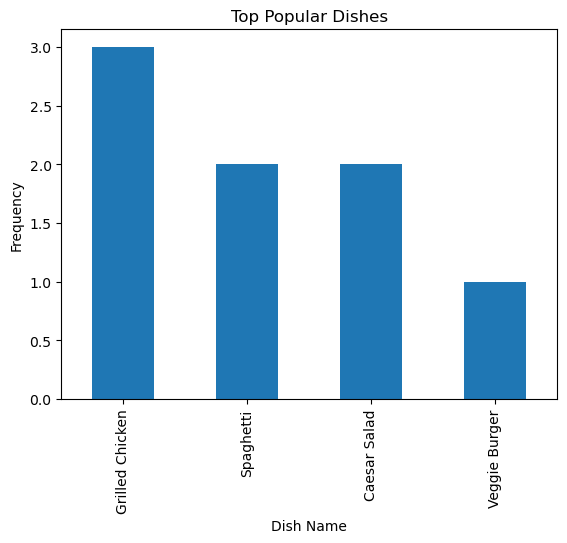 Top Popular Dishes
Frequency
3.0
2.5
2.0
1.5
1.0
0.5
0.0
Grilled Chicken
Spaghetti
Caesar Salad
Veggie Burger
Dish Name